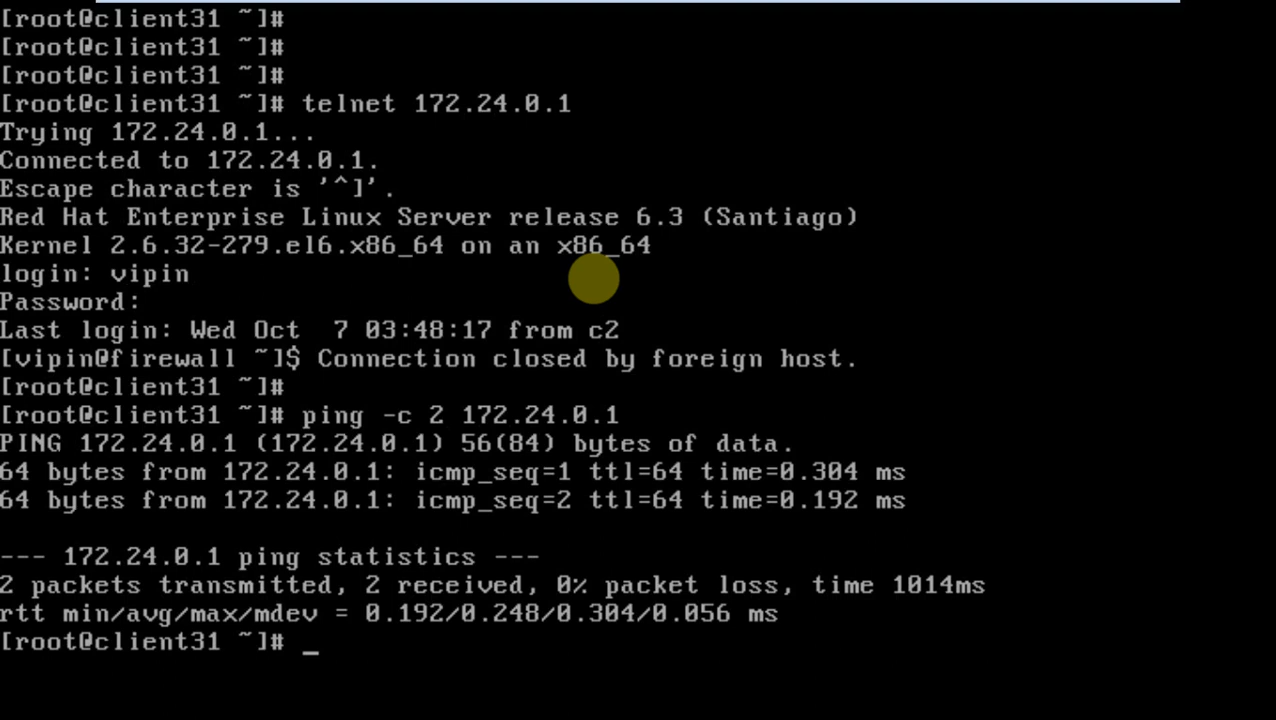 [root@client31 ~]#
[root@client31 ~]#
[root@client31 ~]#
[root@client31 ~]# telnet 172.24.0.1
Trying 172.24.0.1...
Connected to 172.24.0.1.
Escape character is '^]'.
Red Hat Enterprise Linux Server release 6.3 (Santiago)
Kernel 2.6.32-279.el6.x86_64 on an x86_64
login: vipin
Password:
Last login: Wed Oct  7 03:48:17 from c2
[vipin@firewall ~]$ Connection closed by foreign host.
[root@client31 ~]#
[root@client31 ~]# ping -c 2 172.24.0.1
PING 172.24.0.1 (172.24.0.1) 56(84) bytes of data.
64 bytes from 172.24.0.1: icmp_seq=1 ttl=64 time=0.304 ms
64 bytes from 172.24.0.1: icmp_seq=2 ttl=64 time=0.192 ms
--- 172.24.0.1 ping statistics ---
2 packets transmitted, 2 received, 0% packet loss, time 1014ms
rtt min/avg/max/mdev = 0.192/0.248/0.304/0.056 ms
[root@client31 ~]# _